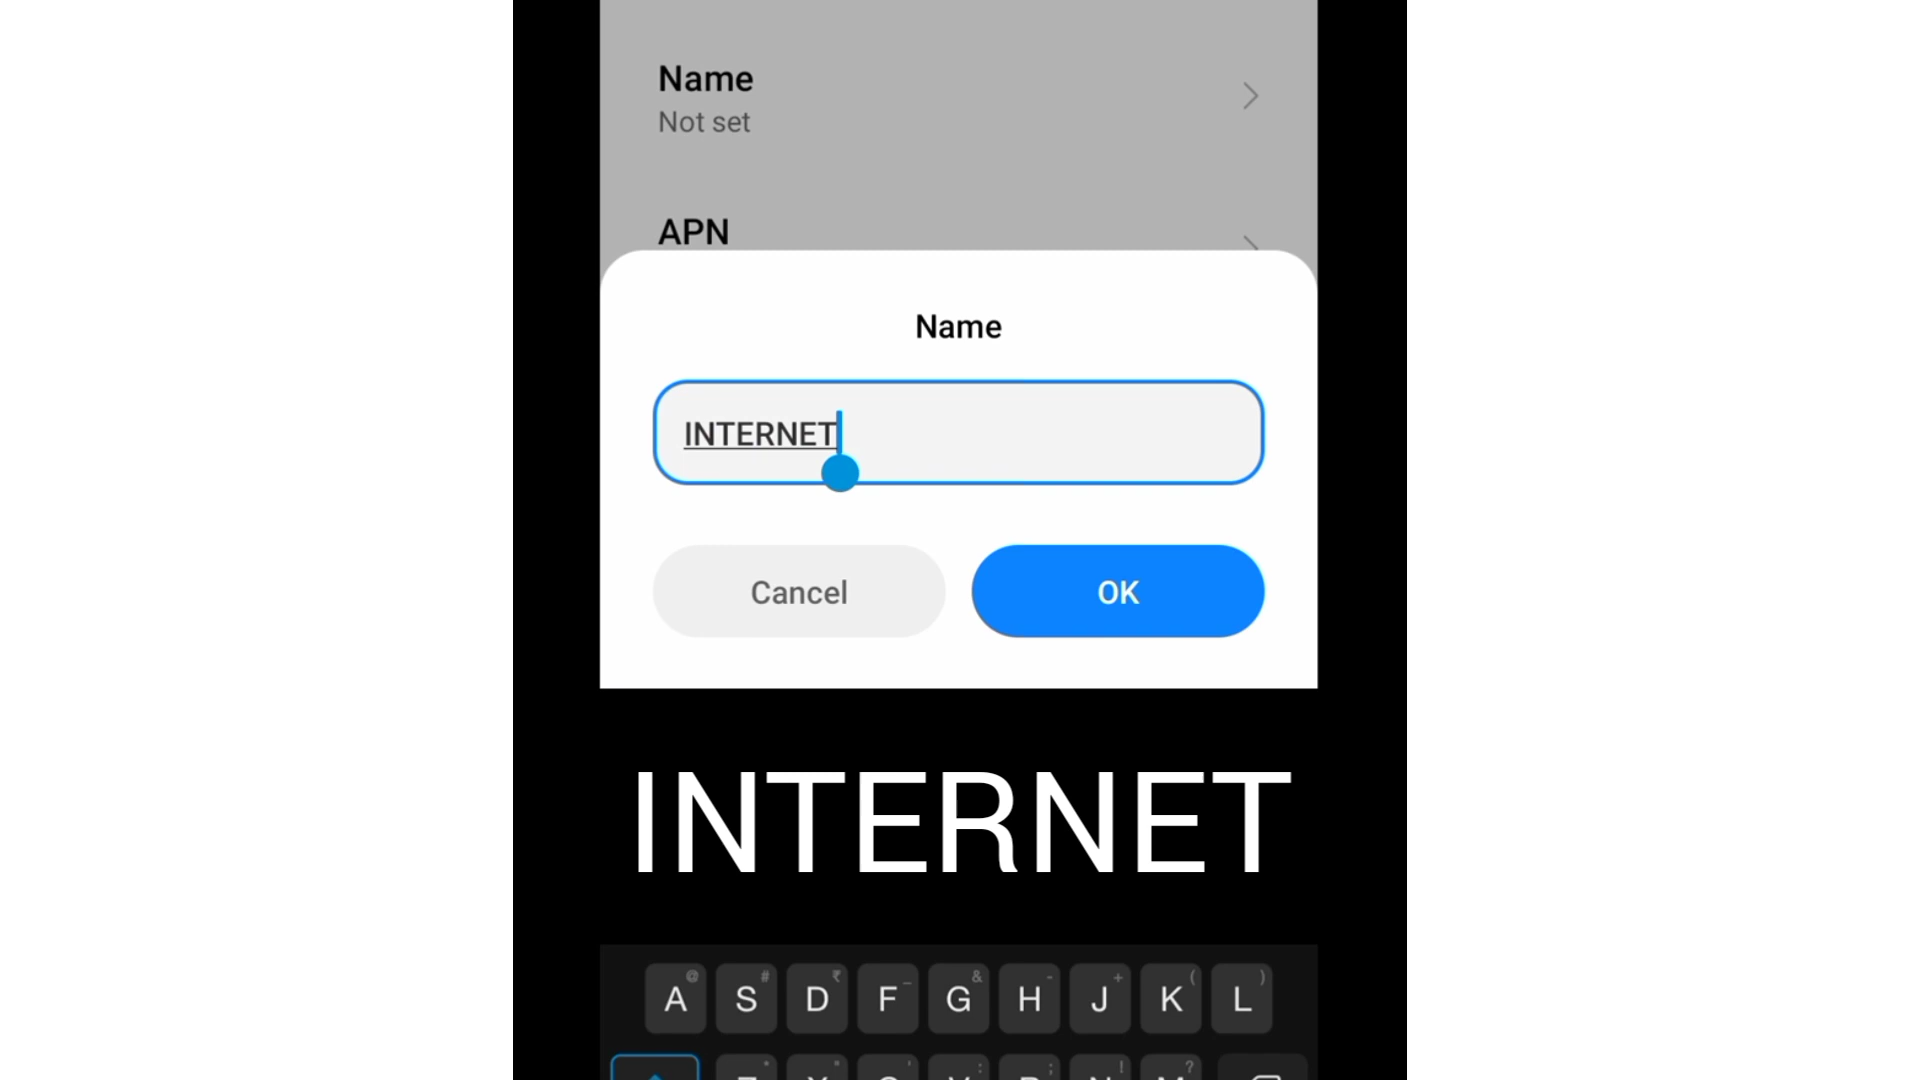 Name
Not set
APN
Name
INTERNET
Cancel
OK
INTERNET
@ # ₹ _ & - + ( )
A S D F G H J K L